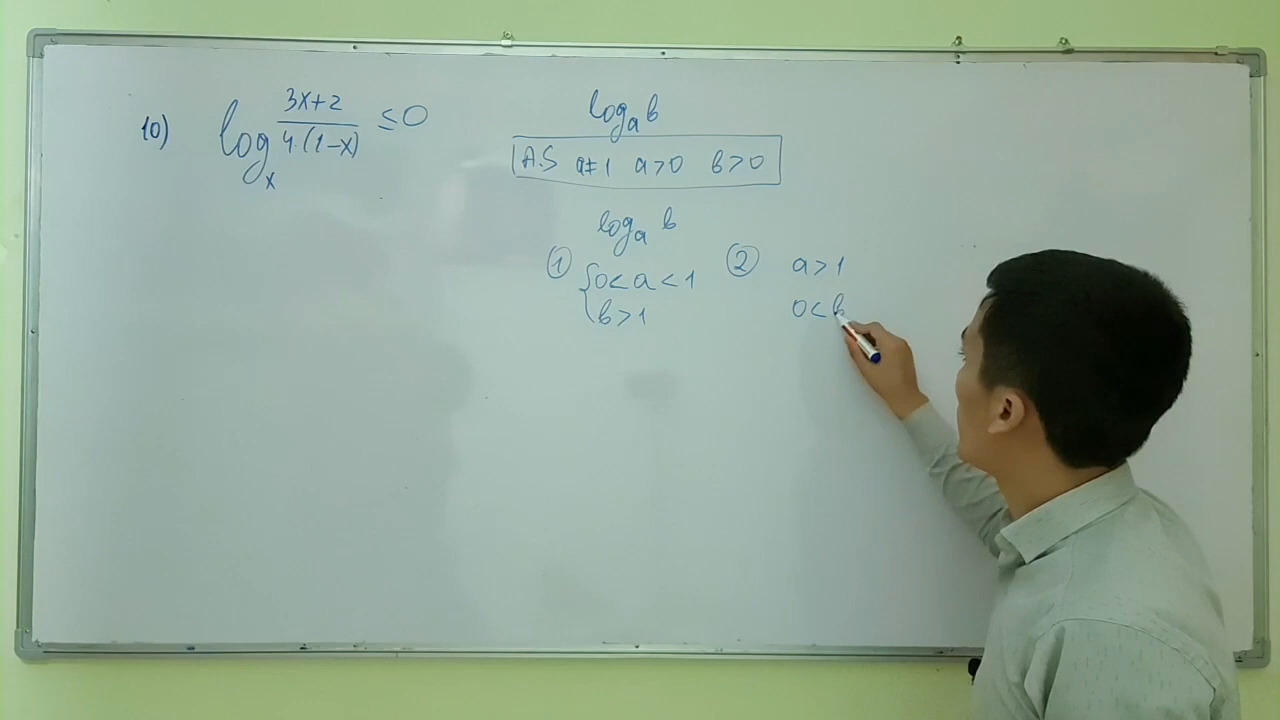 10) log_x (3x+2)/(4·(1-x)) ≤0
log_a b
A.S a≠1 a>0 b>0
log_a b
① { 0<a<1 ② a>1
b>1 0<b